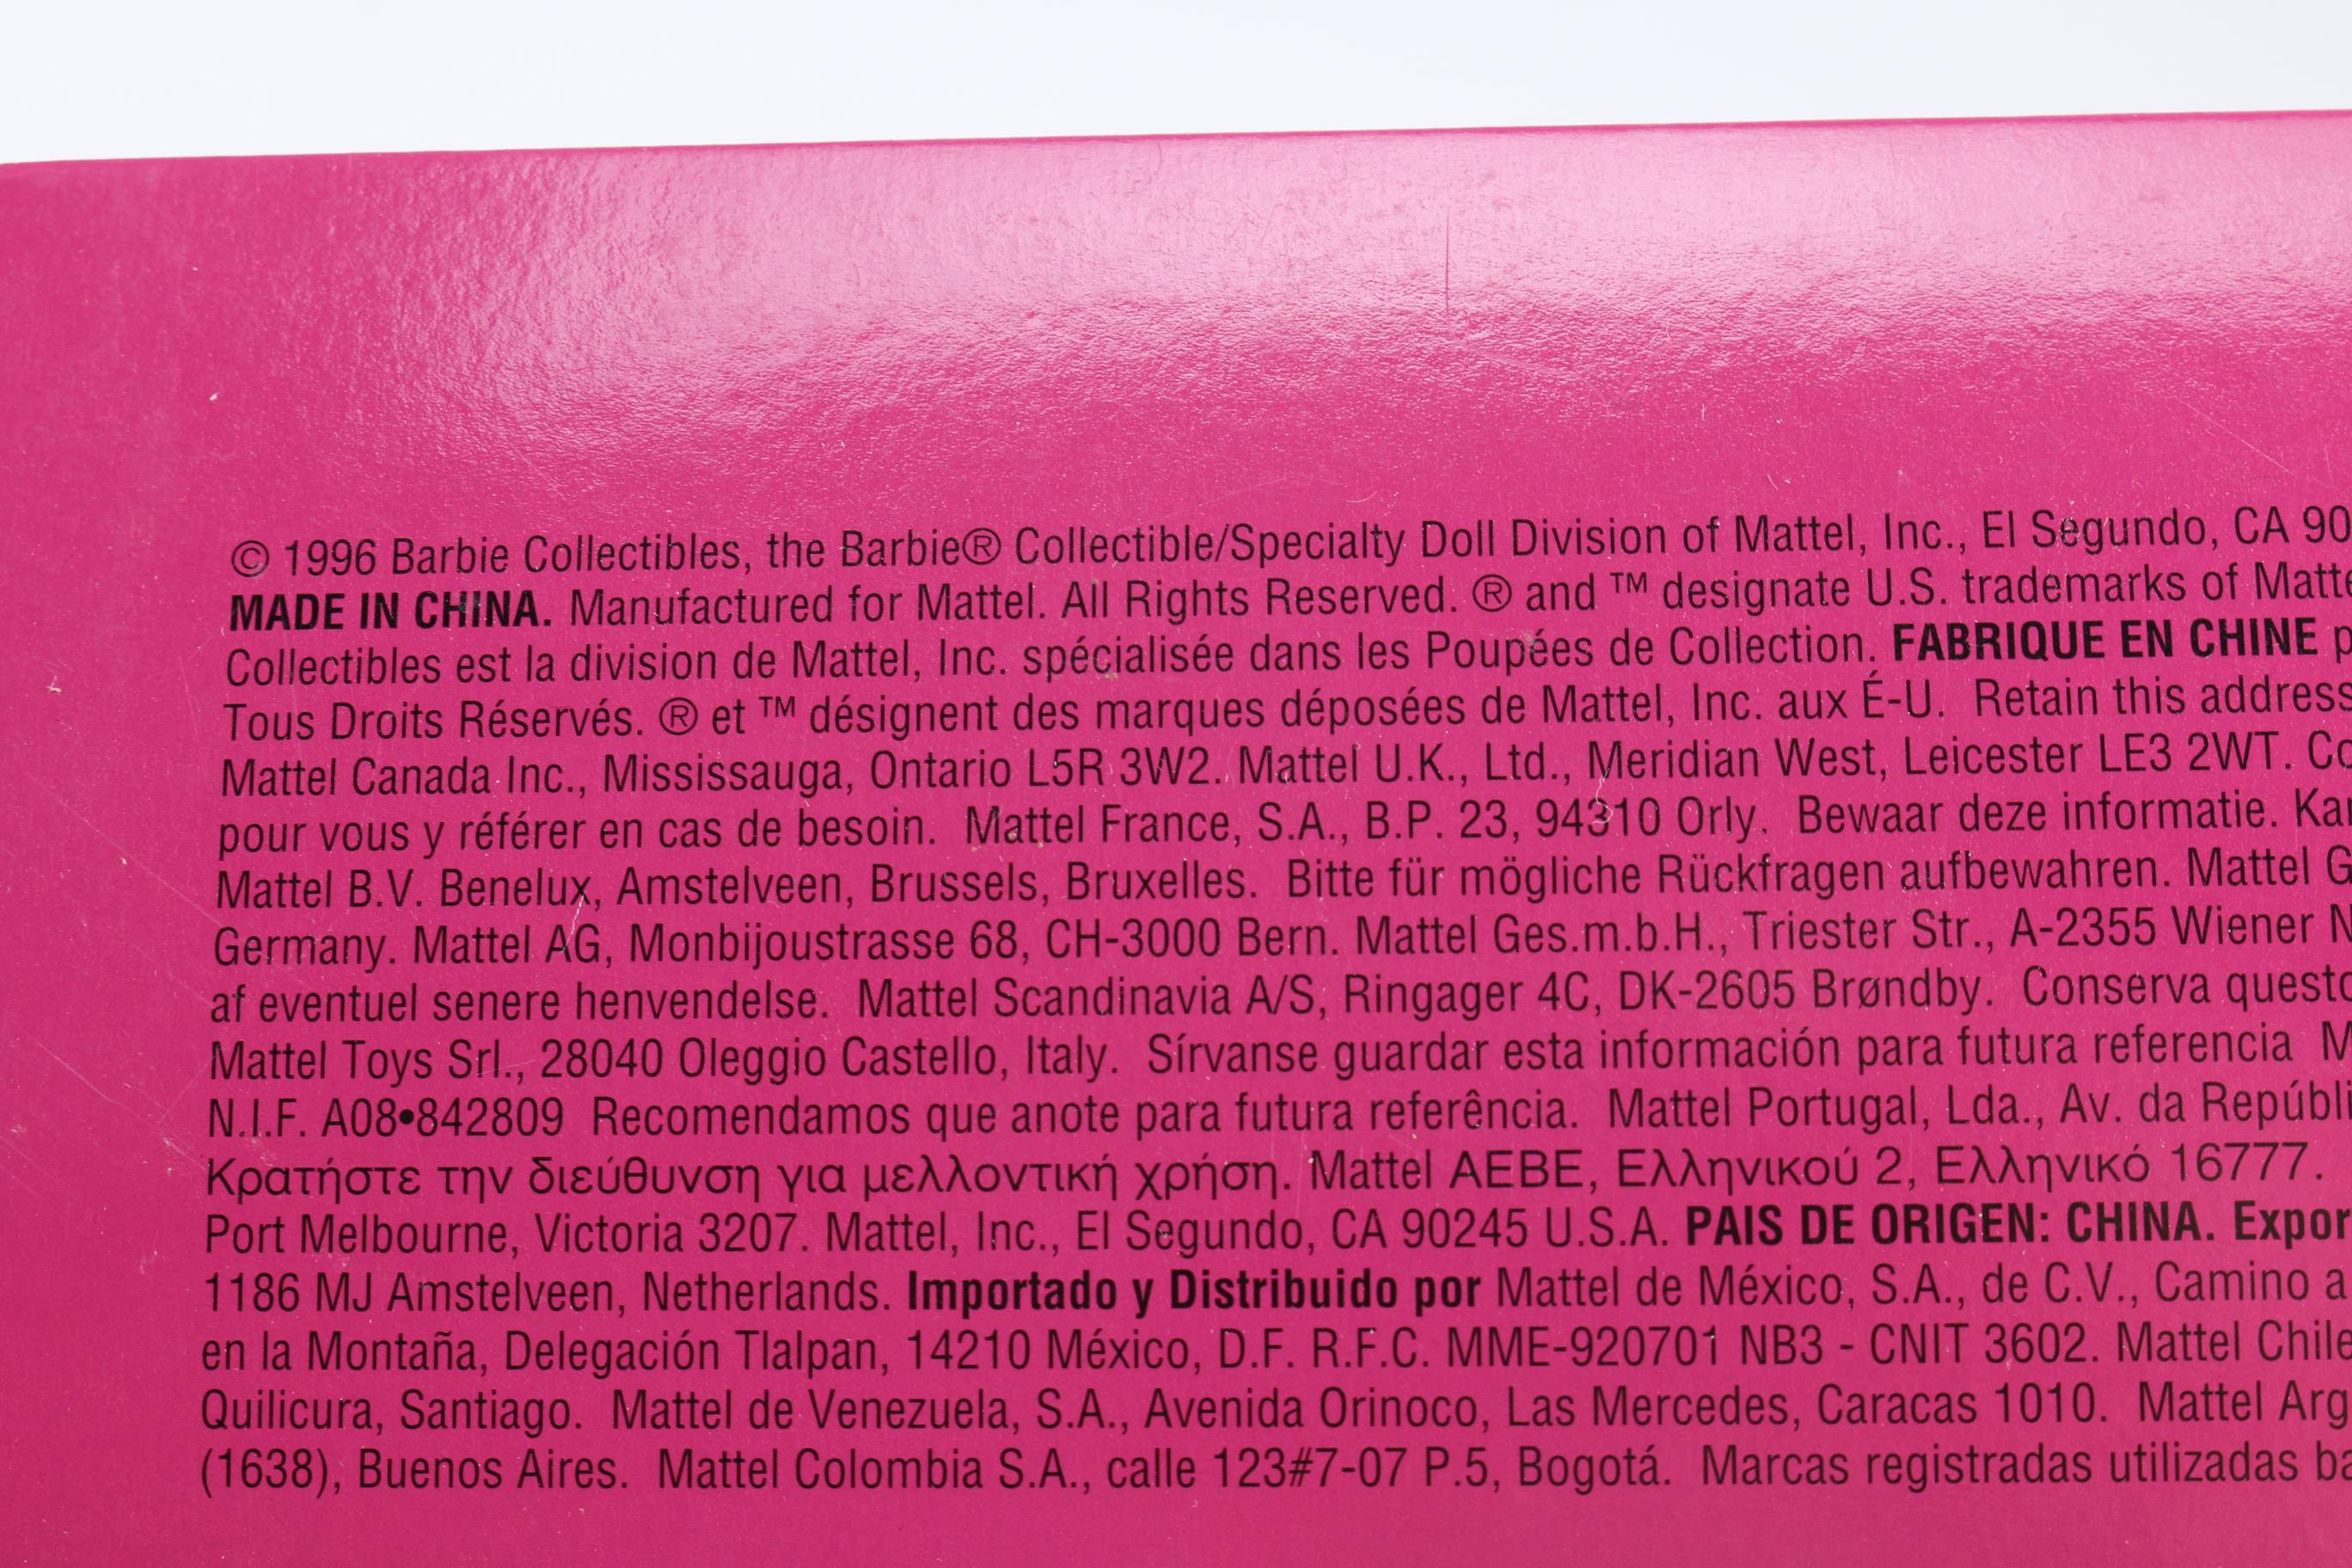 © 1996 Barbie Collectibles, the Barbie® Collectible/Specialty Doll Division of Mattel, Inc., El Segundo, CA 90
MADE IN CHINA. Manufactured for Mattel. All Rights Reserved. ® and ™ designate U.S. trademarks of
Collectibles est la division de Mattel, Inc. spécialisée dans les Poupées de Collection. FABRIQUE EN CHINE
Tous Droits Réservés. ® et ™ désignent des marques déposées de Mattel, Inc. aux É-U. Retain this address
Mattel Canada Inc., Mississauga, Ontario L5R 3W2. Mattel U.K., Ltd., Meridian West, Leicester LE3 2WT.
pour vous y référer en cas de besoin. Mattel France, S.A., B.P. 23, 94310 Orly. Bewaar deze informatie.
Mattel B.V. Benelux, Amstelveen, Brussels, Bruxelles. Bitte für mögliche Rückfragen aufbewahren. Mattel
Germany. Mattel AG, Monbijoustrasse 68, CH-3000 Bern. Mattel Ges.m.b.H., Triester Str., A-2355 Wiener
af eventuel senere henvendelse. Mattel Scandinavia A/S, Ringager 4C, DK-2605 Brøndby. Conserva questo
Mattel Toys Srl., 28040 Oleggio Castello, Italy. Sírvanse guardar esta información para futura referencia
N.I.F. A08•842809 Recomendamos que anote para futura referência. Mattel Portugal, Lda., Av. da
Κρατήστε την διεύθυνση για μελλοντική χρήση. Mattel AEBE, Ελληνικού 2, Ελληνικό 16777.
Port Melbourne, Victoria 3207. Mattel, Inc., El Segundo, CA 90245 U.S.A. PAIS DE ORIGEN: CHINA.
1186 MJ Amstelveen, Netherlands. Importado y Distribuido por Mattel de México, S.A., de C.V., Camino a
en la Montaña, Delegación Tlalpan, 14210 México, D.F. R.F.C. MME-920701 NB3 - CNIT 3602. Mattel Chile
Quilicura, Santiago. Mattel de Venezuela, S.A., Avenida Orinoco, Las Mercedes, Caracas 1010. Mattel
(1638), Buenos Aires. Mattel Colombia S.A., calle 123#7-07 P.5, Bogotá. Marcas registradas utilizadas